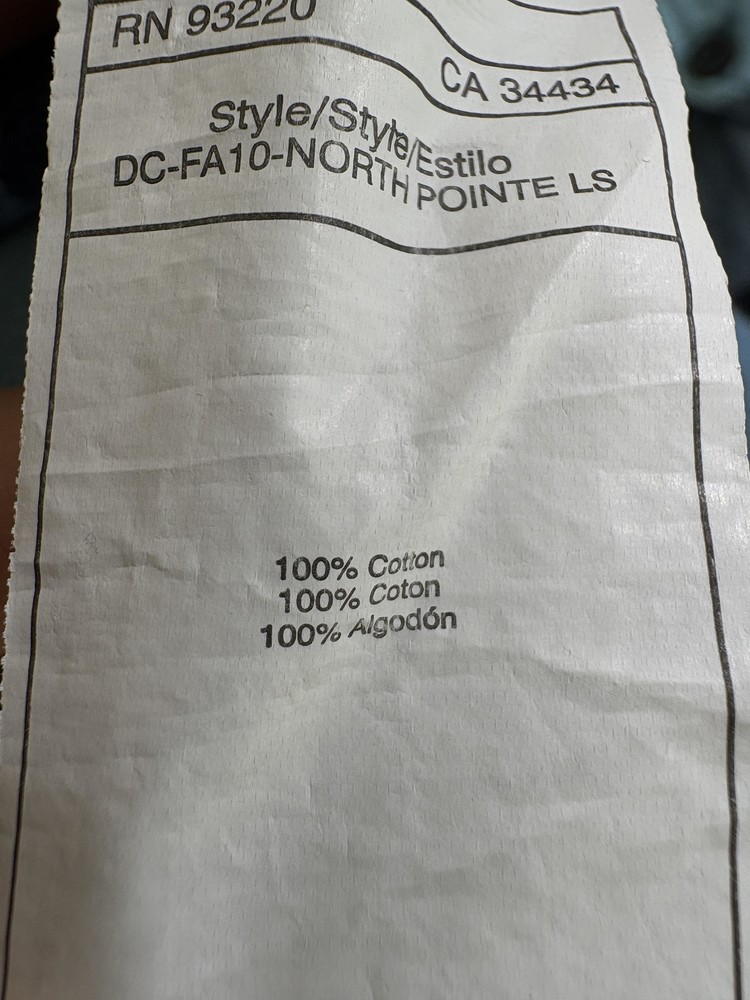 RN 93220
CA 34434
Style/Style/Estilo
DC-FA10-NORTH POINTE LS
100% Cotton
100% Coton
100% Algodón